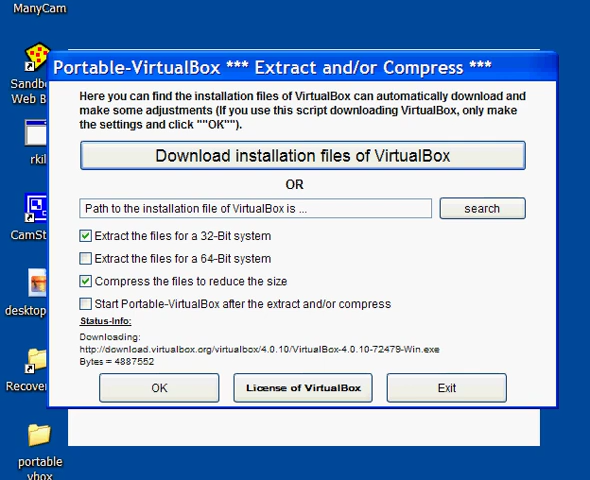 ManyCam
Portable-VirtualBox *** Extract and/or Compress ***
Sandb
Web B
rkil
CamSt
desktop
Recover
portable
vbox
Here you can find the installation files of VirtualBox can automatically download and
make some adjustments (If you use this script downloading VirtualBox, only make
the settings and click ""OK"").
Download installation files of VirtualBox
OR
Path to the installation file of VirtualBox is ...
search
Extract the files for a 32-Bit system
Extract the files for a 64-Bit system
Compress the files to reduce the size
Start Portable-VirtualBox after the extract and/or compress
Status-Info:
Downloading:
http://download.virtualbox.org/virtualbox/4.0.10/VirtualBox-4.0.10-72479-Win.exe
Bytes = 4887552
OK
License of VirtualBox
Exit